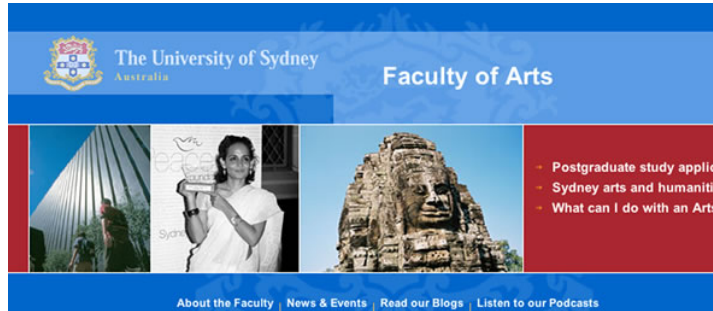 The University of Sydney
Australia
Faculty of Arts
Sydn
Postgraduate study applic
Sydney arts and humaniti
What can I do with an Arts
About the Faculty | News & Events | Read our Blogs | Listen to our Podcasts